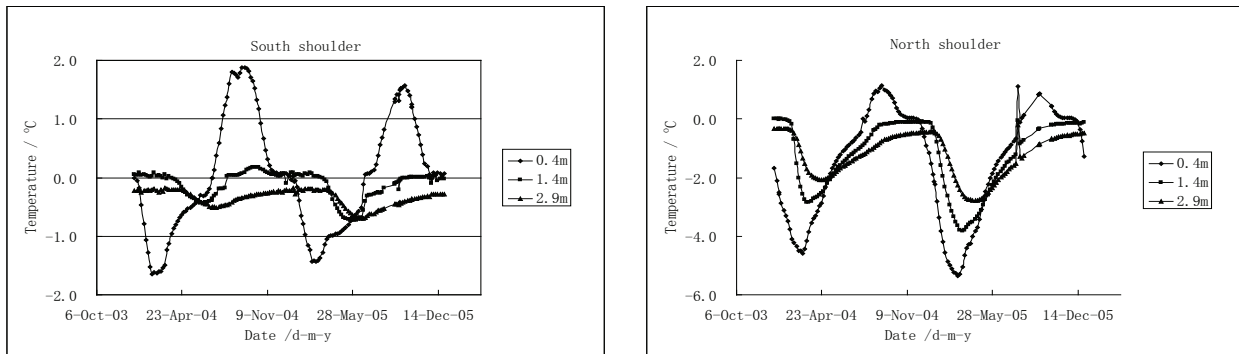 South shoulder
2.0
1.0
0.0
-1.0
-2.0
Temperature / ℃
6-Oct-03 23-Apr-04 9-Nov-04 28-May-05 14-Dec-05
Date /d-m-y
0.4m
1.4m
2.9m
North shoulder
2.0
0.0
-2.0
-4.0
-6.0
Temperature / ℃
6-Oct-03 23-Apr-04 9-Nov-04 28-May-05 14-Dec-05
Date /d-m-y
0.4m
1.4m
2.9m